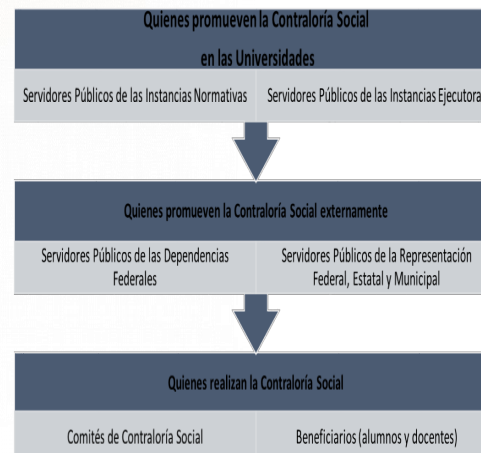 Quienes promueven la Contraloría Social
en las Universidades
Servidores Públicos de las Instancias Normativas
Servidores Públicos de las Instancias Ejecutora
Quienes promueven la Contraloría Social externamente
Servidores Públicos de las Dependencias
Federales
Servidores Públicos de la Representación
Federal, Estatal y Municipal
Quienes realizan la Contraloría Social
Comités de Contraloría Social
Beneficiarios (alumnos y docentes)